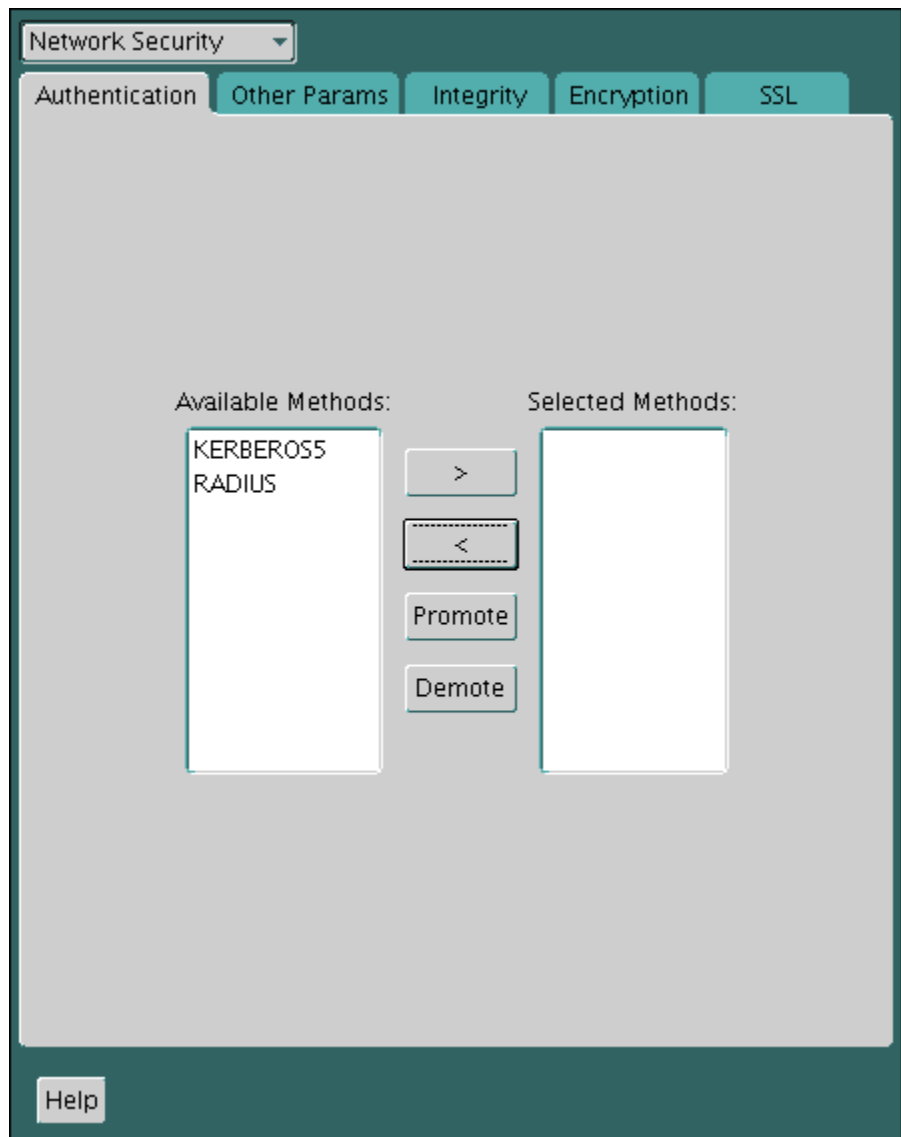 Network Security
Authentication Other Params Integrity Encryption SSL
Available Methods: Selected Methods:
KERBEROS5
RADIUS
>
<
Promote
Demote
Help